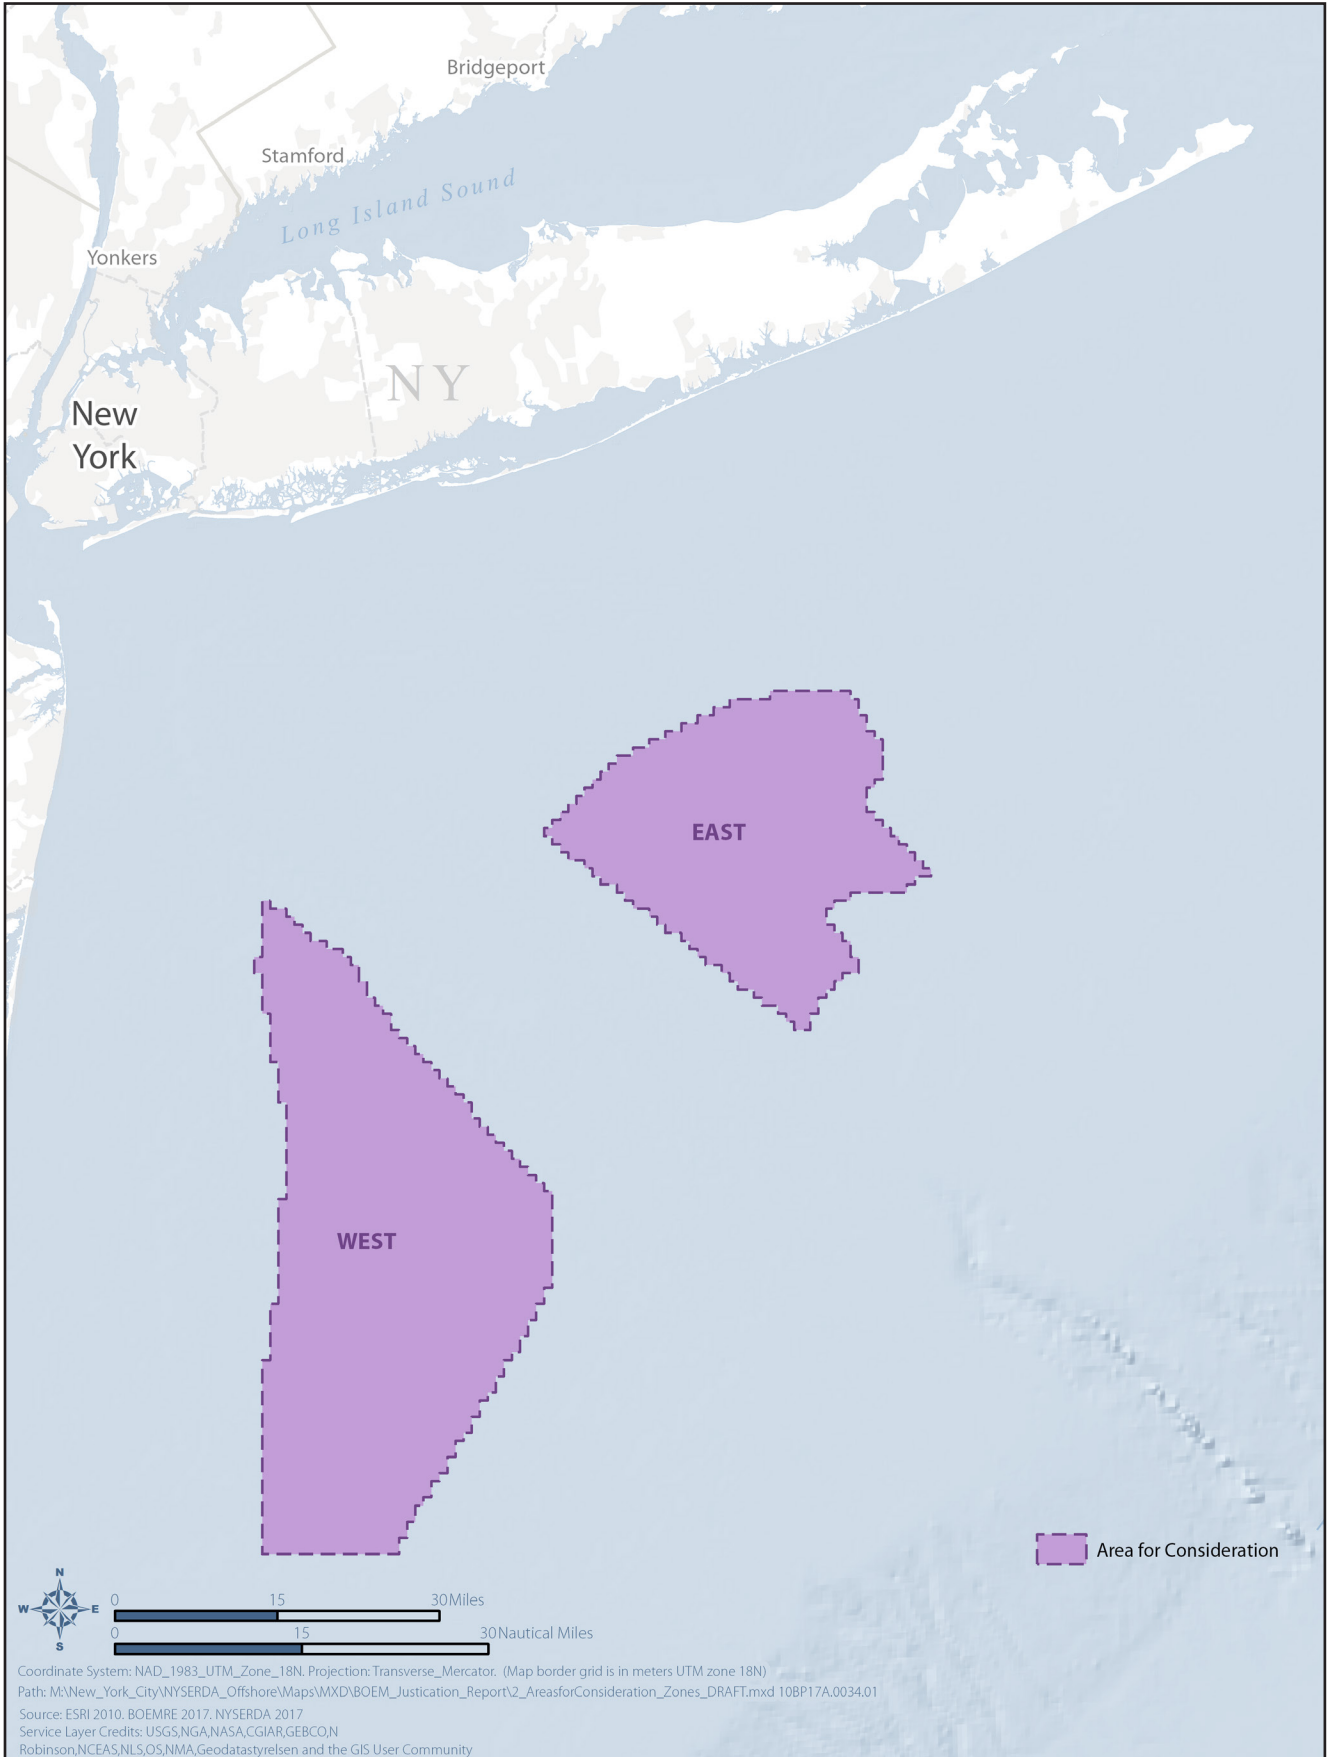 Bridgeport
Stamford
Long Island Sound
Yonkers
NY
New
York
EAST
WEST
Area for Consideration
N
W E
S
0 15 30 Miles
0 15 30 Nautical Miles
Coordinate System: NAD_1983_UTM_Zone_18N. Projection: Transverse_Mercator. (Map border grid is in meters UTM zone 18N)
Path: M:\New_York_City\NYSERDA_Offshore\Maps\MXD\BOEM_Justication_Report\2_AreasforConsideration_Zones_DRAFT.mxd 10BP17A.0034.01
Source: ESRI 2010. BOEMRE 2017. NYSERDA 2017
Service Layer Credits: USGS,NGA,NASA,CGIAR,GEBCO,N
Robinson,NCEAS,NLS,OS,NMA,Geodatastyrelsen and the GIS User Community